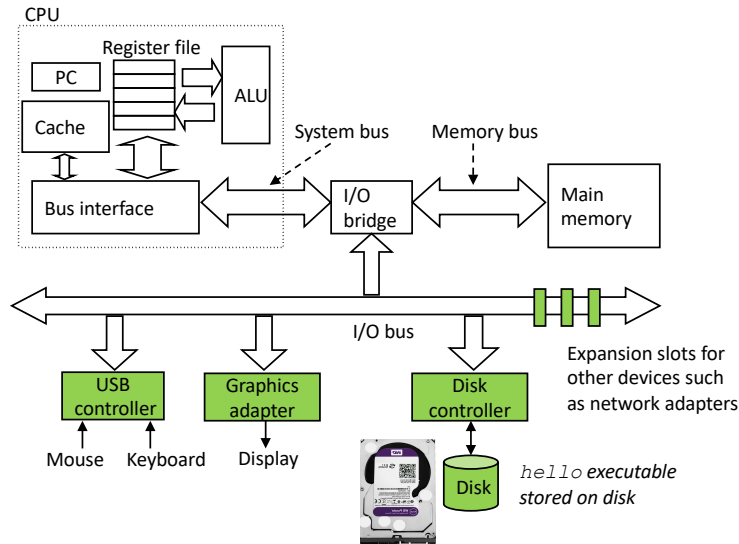 CPU
Register file
PC
ALU
Cache
System bus
Memory bus
Bus interface
I/O
bridge
Main
memory
I/O bus
Expansion slots for
other devices such
as network adapters
USB
controller
Graphics
adapter
Disk
controller
Mouse
Keyboard
Display
Disk
hello executable
stored on disk